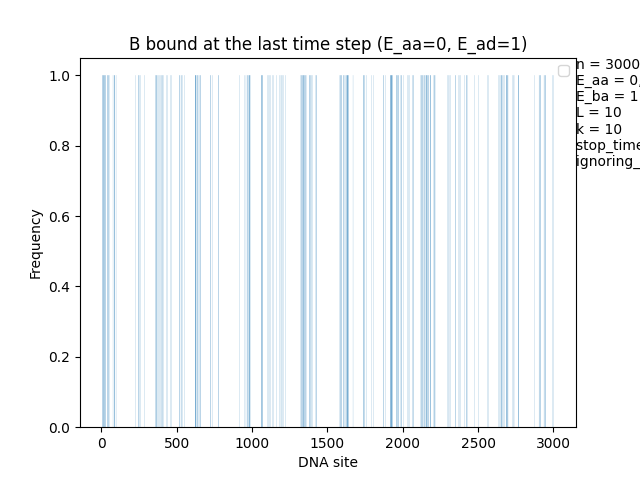 B bound at the last time step (E_aa=0, E_ad=1)
n = 3000
E_aa = 0,
E_ba = 1
L = 10
k = 10
stop_time
ignoring_
Frequency
1.0
0.8
0.6
0.4
0.2
0.0
0 500 1000 1500 2000 2500 3000
DNA site